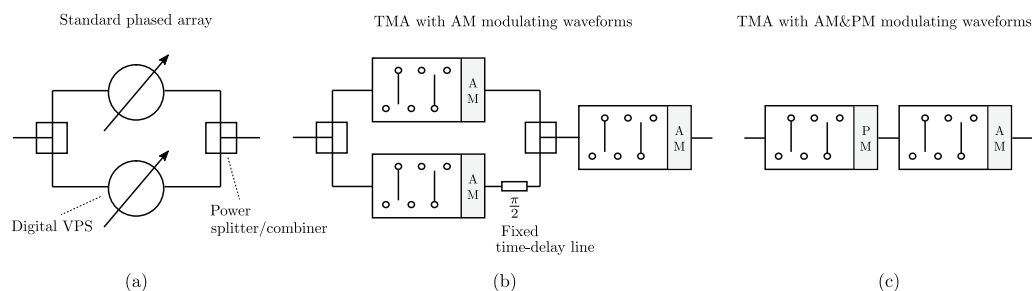 Standard phased array
TMA with AM modulating waveforms
TMA with AM&PM modulating waveforms
A
M
A
M
A
M
P
M
A
M
π/2
Digital VPS
Power
splitter/combiner
Fixed
time-delay line
(a)
(b)
(c)